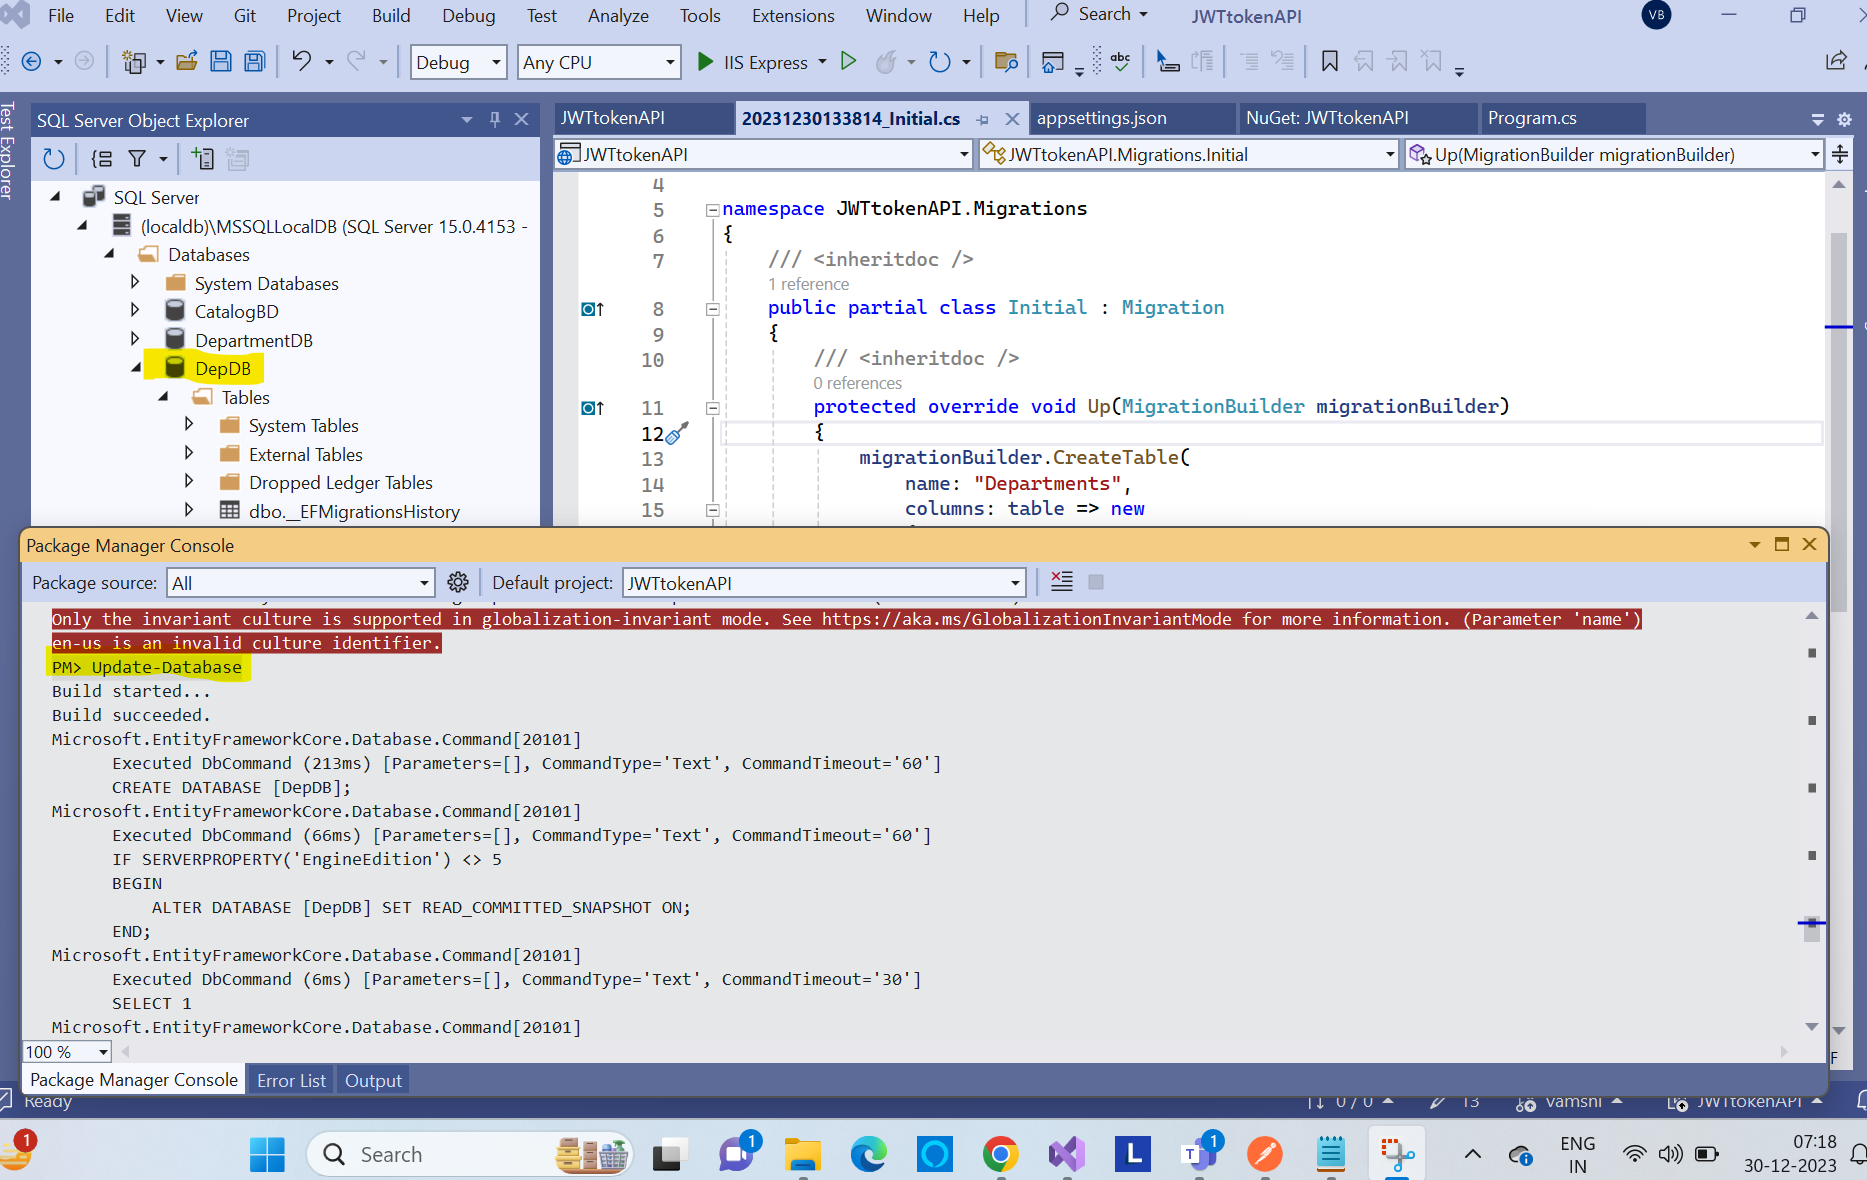 File Edit View Git Project Build Debug Test Analyze Tools Extensions Window Help Search JWTtokenAPI VB
Debug Any CPU IIS Express abc
Test Explorer
SQL Server Object Explorer
JWTtokenAPI 20231230133814_Initial.cs appsettings.json NuGet: JWTtokenAPI Program.cs
JWTtokenAPI JWTtokenAPI.Migrations.Initial Up(MigrationBuilder migrationBuilder)
SQL Server
(localdb)\MSSQLLocalDB (SQL Server 15.0.4153 -
Databases
System Databases
CatalogBD
DepartmentDB
DepDB
Tables
System Tables
External Tables
Dropped Ledger Tables
dbo.__EFMigrationsHistory
4
5 namespace JWTtokenAPI.Migrations
6 {
7 /// <inheritdoc />
1 reference
8 public partial class Initial : Migration
9 {
10 /// <inheritdoc />
0 references
11 protected override void Up(MigrationBuilder migrationBuilder)
12 {
13 migrationBuilder.CreateTable(
14 name: "Departments",
15 columns: table => new
Package Manager Console
Package source: All Default project: JWTtokenAPI
Only the invariant culture is supported in globalization-invariant mode. See https://aka.ms/GlobalizationInvariantMode for more information. (Parameter 'name')
en-us is an invalid culture identifier.
PM> Update-Database
Build started...
Build succeeded.
Microsoft.EntityFrameworkCore.Database.Command[20101]
Executed DbCommand (213ms) [Parameters=[], CommandType='Text', CommandTimeout='60']
CREATE DATABASE [DepDB];
Microsoft.EntityFrameworkCore.Database.Command[20101]
Executed DbCommand (66ms) [Parameters=[], CommandType='Text', CommandTimeout='60']
IF SERVERPROPERTY('EngineEdition') <> 5
BEGIN
ALTER DATABASE [DepDB] SET READ_COMMITTED_SNAPSHOT ON;
END;
Microsoft.EntityFrameworkCore.Database.Command[20101]
Executed DbCommand (6ms) [Parameters=[], CommandType='Text', CommandTimeout='30']
SELECT 1
Microsoft.EntityFrameworkCore.Database.Command[20101]
100 %
Package Manager Console Error List Output
Ready 0 / 0 13 Vamshi JWTtokenAPI
1 Search 1 L T 1 ENG
IN
07:18
30-12-2023